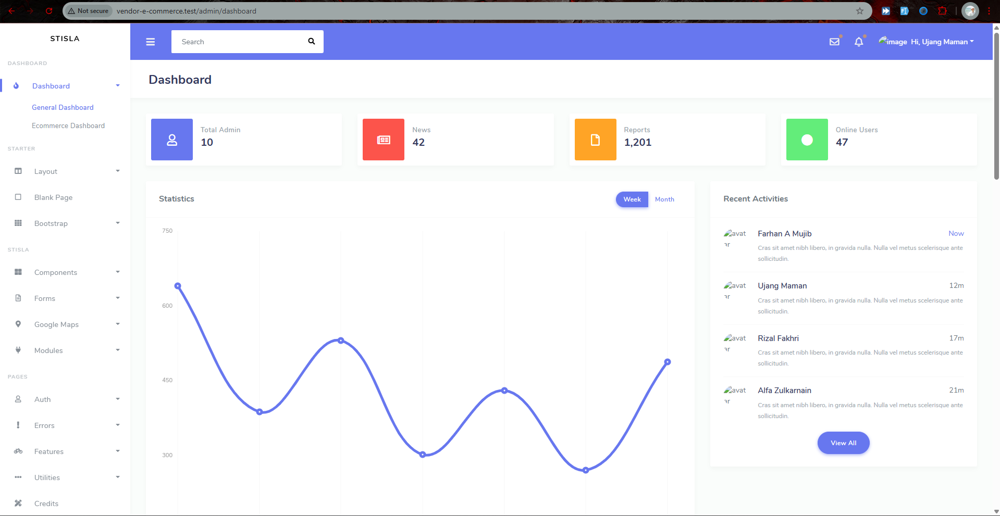 Not secure vendor-e-commerce.test/admin/dashboard
STISLA
Search
image Hi, Ujang Maman
DASHBOARD
Dashboard
General Dashboard
Ecommerce Dashboard
STARTER
Layout
Blank Page
Bootstrap
STISLA
Components
Forms
Google Maps
Modules
PAGES
Auth
Errors
Features
Utilities
Credits
Dashboard
Total Admin
10
News
42
Reports
1,201
Online Users
47
Statistics
Week Month
750
600
450
300
Recent Activities
avat
ar
Farhan A Mujib Now
Cras sit amet nibh libero, in gravida nulla. Nulla vel metus scelerisque ante
sollicitudin.
avat
ar
Ujang Maman 12m
Cras sit amet nibh libero, in gravida nulla. Nulla vel metus scelerisque ante
sollicitudin.
avat
ar
Rizal Fakhri 17m
Cras sit amet nibh libero, in gravida nulla. Nulla vel metus scelerisque ante
sollicitudin.
avat
ar
Alfa Zulkarnain 21m
Cras sit amet nibh libero, in gravida nulla. Nulla vel metus scelerisque ante
sollicitudin.
View All